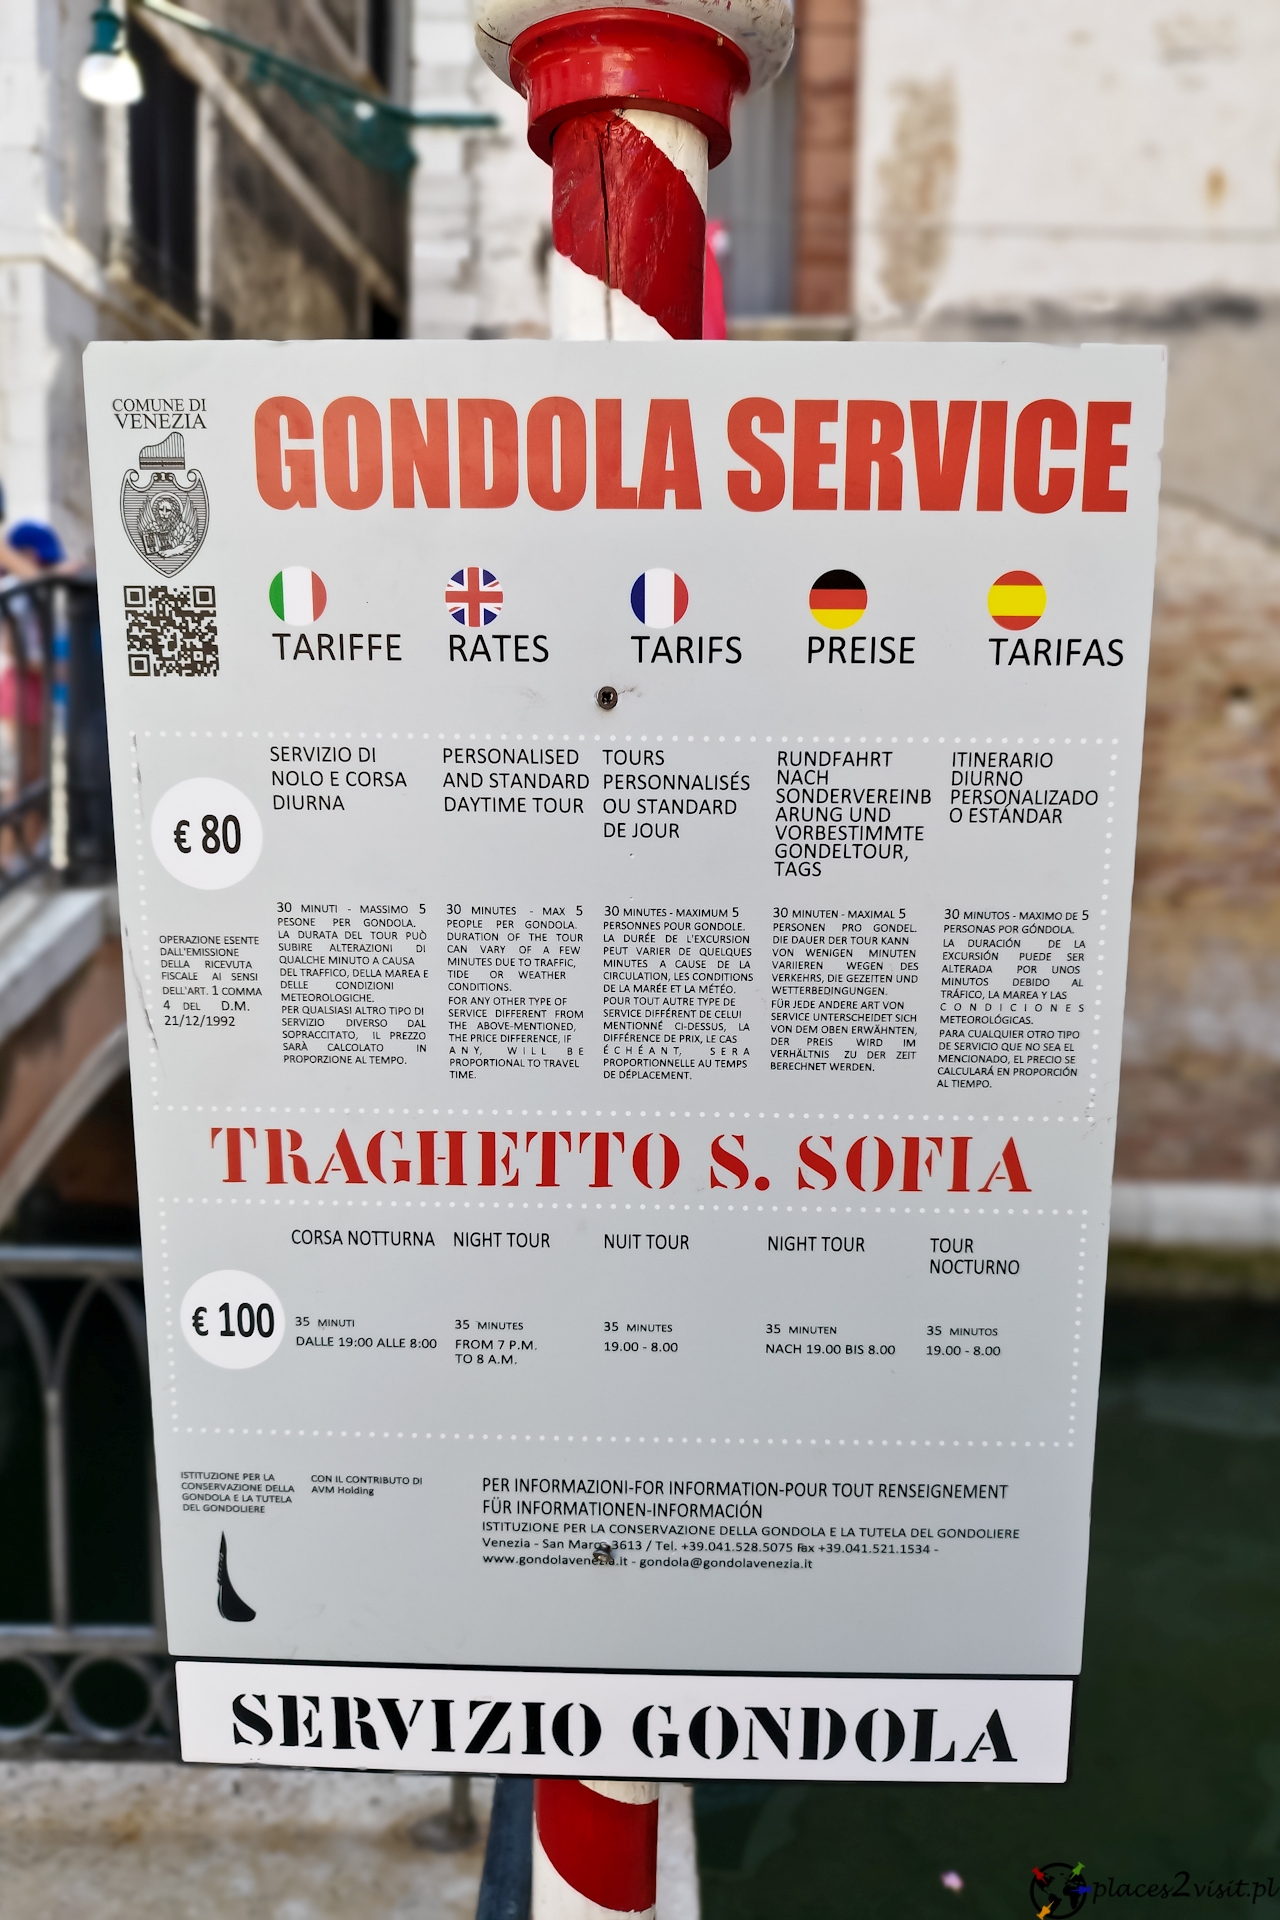 COMUNE DI
VENEZIA
GONDOLA SERVICE
TARIFFE
RATES
TARIFS
PREISE
TARIFAS
€ 80
OPERAZIONE ESENTE
DALL'EMISSIONE
DELLA RICEVUTA
FISCALE AI SENSI
DELL'ART. 1 COMMA
4 DEL D.M.
21/12/1992
SERVIZIO DI
NOLO E CORSA
DIURNA
30 MINUTI - MASSIMO 5
PESONE PER GONDOLA.
LA DURATA DEL TOUR PUÒ
SUBIRE ALTERAZIONI DI
QUALCHE MINUTO A CAUSA
DEL TRAFFICO, DELLA MAREA E
DELLE CONDIZIONI
METEOROLOGICHE.
PER QUALSIASI ALTRO TIPO DI
SERVIZIO DIVERSO DAL
SOPRACCITATO, IL PREZZO
SARÀ CALCOLATO IN
PROPORZIONE AL TEMPO.
PERSONALISED
AND STANDARD
DAYTIME TOUR
30 MINUTES - MAX 5
PEOPLE PER GONDOLA.
DURATION OF THE TOUR
CAN VARY OF A FEW
MINUTES DUE TO TRAFFIC,
TIDE OR WEATHER
CONDITIONS.
FOR ANY OTHER TYPE OF
SERVICE DIFFERENT FROM
THE ABOVE-MENTIONED,
THE PRICE DIFFERENCE, IF
ANY, WILL BE
PROPORTIONAL TO TRAVEL
TIME.
TOURS
PERSONNALISÉS
OU STANDARD
DE JOUR
30 MINUTES - MAXIMUM 5
PERSONNES POUR GONDOLE.
LA DURÉE DE L'EXCURSION
PEUT VARIER DE QUELQUES
MINUTES A CAUSE DE LA
CIRCULATION, LES CONDITIONS
DE LA MARÉE ET LA MÉTÉO.
POUR TOUT AUTRE TYPE DE
SERVICE DIFFÉRENT DE CELUI
MENTIONNÉ CI-DESSUS, LA
DIFFÉRENCE DE PRIX, LE CAS
ÉCHÉANT, SERA
PROPORTIONNELLE AU TEMPS
DE DÉPLACEMENT.
RUNDFAHRT
NACH
SONDERVEREINB
ARUNG UND
VORBESTIMMTE
GONDELTOUR,
TAGS
30 MINUTEN - MAXIMAL 5
PERSONEN PRO GONDEL.
DIE DAUER DER TOUR KANN
VON WENIGEN MINUTEN
VARIIEREN WEGEN DES
VERKEHRS, DIE GEZEITEN UND
WETTERBEDINGUNGEN.
FÜR JEDE ANDERE ART VON
SERVICE UNTERSCHEIDET SICH
VON DEM OBEN ERWÄHNTEN,
DER PREIS WIRD IM
VERHÄLTNIS ZU DER ZEIT
BERECHNET WERDEN.
ITINERARIO
DIURNO
PERSONALIZADO
O ESTÁNDAR
30 MINUTOS - MAXIMO DE 5
PERSONAS POR GÓNDOLA.
LA DURACIÓN DE LA
EXCURSIÓN PUEDE SER
ALTERADA POR UNOS
MINUTOS DEBIDO AL
TRÁFICO, LA MAREA Y LAS
CONDICIONES
METEOROLÓGICAS.
PARA CUALQUIER OTRO TIPO
DE SERVICIO QUE NO SEA EL
MENCIONADO, EL PRECIO SE
CALCULARÁ EN PROPORCIÓN
AL TIEMPO.
TRAGHETTO S. SOFIA
€ 100
CORSA NOTTURNA
35 MINUTI
DALLE 19:00 ALLE 8:00
NIGHT TOUR
35 MINUTES
FROM 7 P.M.
TO 8 A.M.
NUIT TOUR
35 MINUTES
19.00 - 8.00
NIGHT TOUR
35 MINUTEN
NACH 19.00 BIS 8.00
TOUR
NOCTURNO
35 MINUTOS
19.00 - 8.00
ISTITUZIONE PER LA
CONSERVAZIONE DELLA
GONDOLA E LA TUTELA
DEL GONDOLIERE
CON IL CONTRIBUTO DI
AVM Holding
PER INFORMAZIONI-FOR INFORMATION-POUR TOUT RENSEIGNEMENT
FÜR INFORMATIONEN-INFORMACIÓN
ISTITUZIONE PER LA CONSERVAZIONE DELLA GONDOLA E LA TUTELA DEL GONDOLIERE
Venezia - San Marco 3613 / Tel. +39.041.528.5075 Fax +39.041.521.1534 -
www.gondolavenezia.it - gondola@gondolavenezia.it
SERVIZIO GONDOLA
places2visit.pl